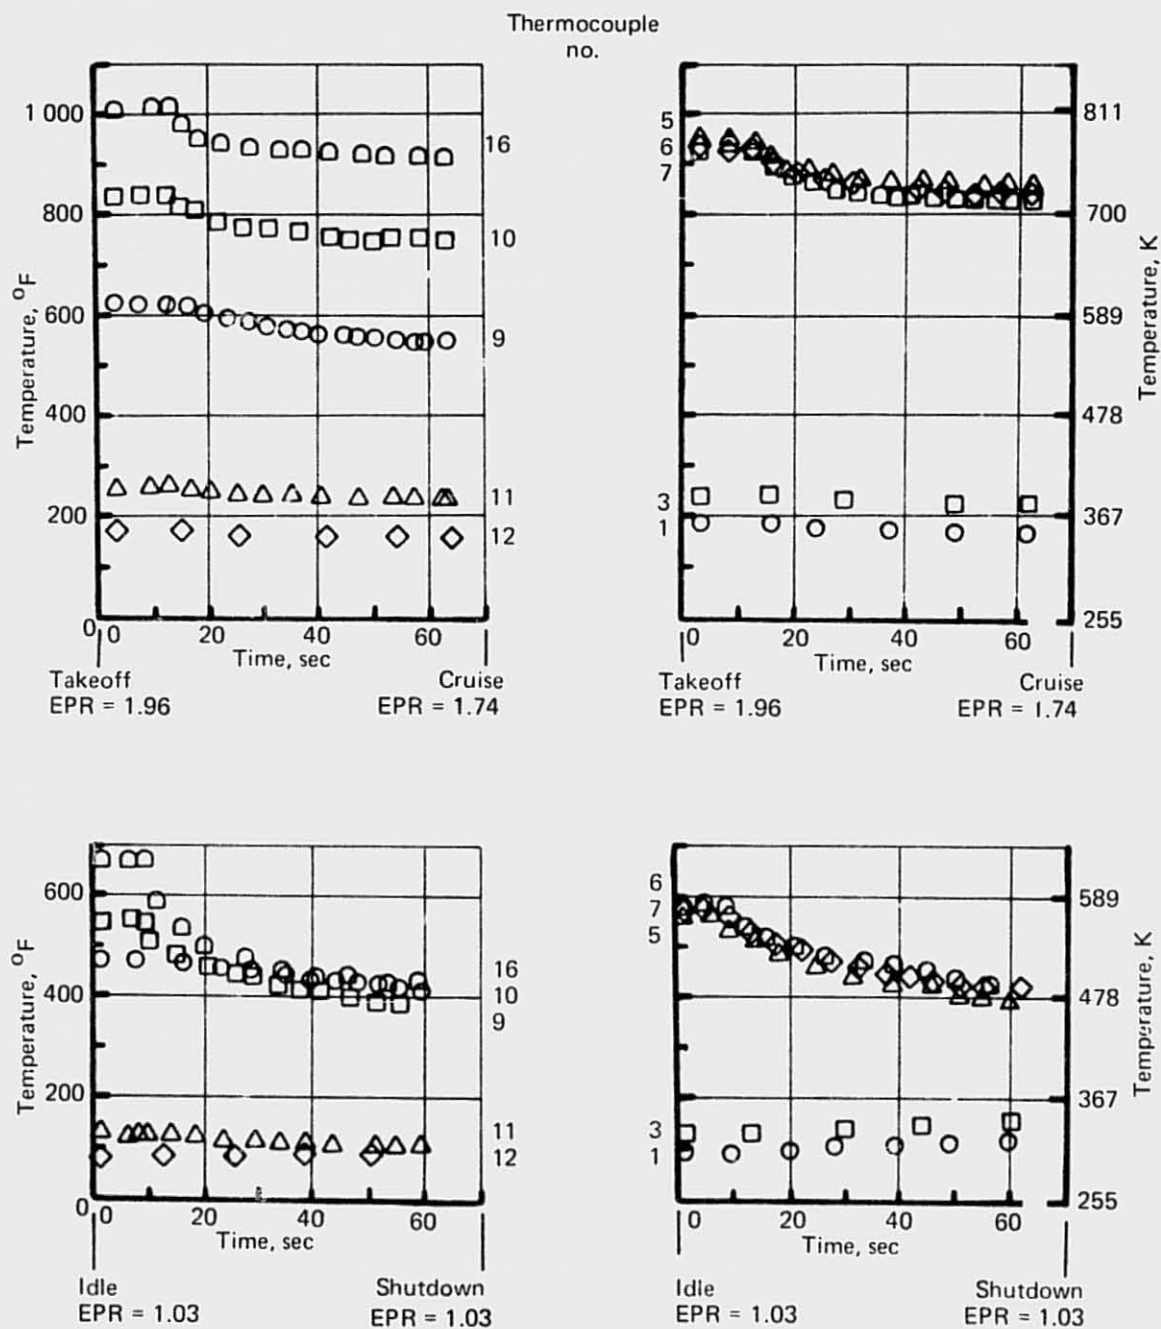 Thermocouple
no.
1 000
800
600
400
200
0
Temperature, °F
16
10
9
11
12
0 20 40 60
Time, sec
Takeoff Cruise
EPR = 1.96 EPR = 1.74
5
6
7
3
1
811
700
589
478
367
255
Temperature, K
20 40 60
Time, sec
Takeoff Cruise
EPR = 1.96 EPR = 1.74
600
400
200
0
Temperature, °F
16
10
9
11
12
0 20 40 60
Time, sec
Idle Shutdown
EPR = 1.03 EPR = 1.03
6
7
5
3
1
589
478
367
255
Temperature, K
0 20 40 60
Time, sec
Idle Shutdown
EPR = 1.03 EPR = 1.03